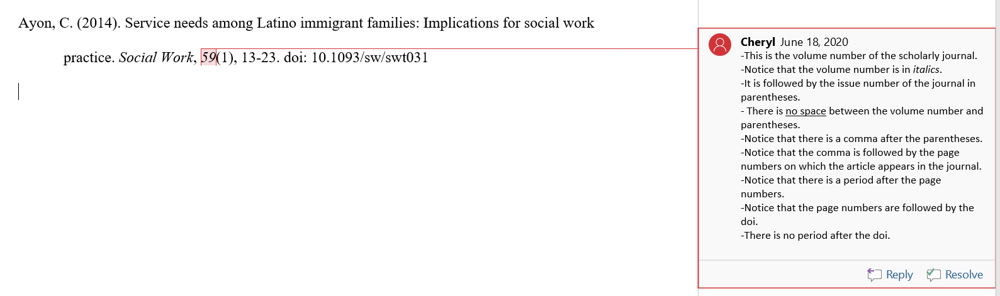 Ayon, C. (2014). Service needs among Latino immigrant families: Implications for social work
practice. Social Work, 59(1), 13-23. doi: 10.1093/sw/swt031
Cheryl June 18, 2020
-This is the volume number of the scholarly journal.
-Notice that the volume number is in italics.
-It is followed by the issue number of the journal in
parentheses.
- There is no space between the volume number and
parentheses.
-Notice that there is a comma after the parentheses.
-Notice that the comma is followed by the page
numbers on which the article appears in the journal.
-Notice that there is a period after the page
numbers.
-Notice that the page numbers are followed by the
doi.
-There is no period after the doi.
Reply Resolve